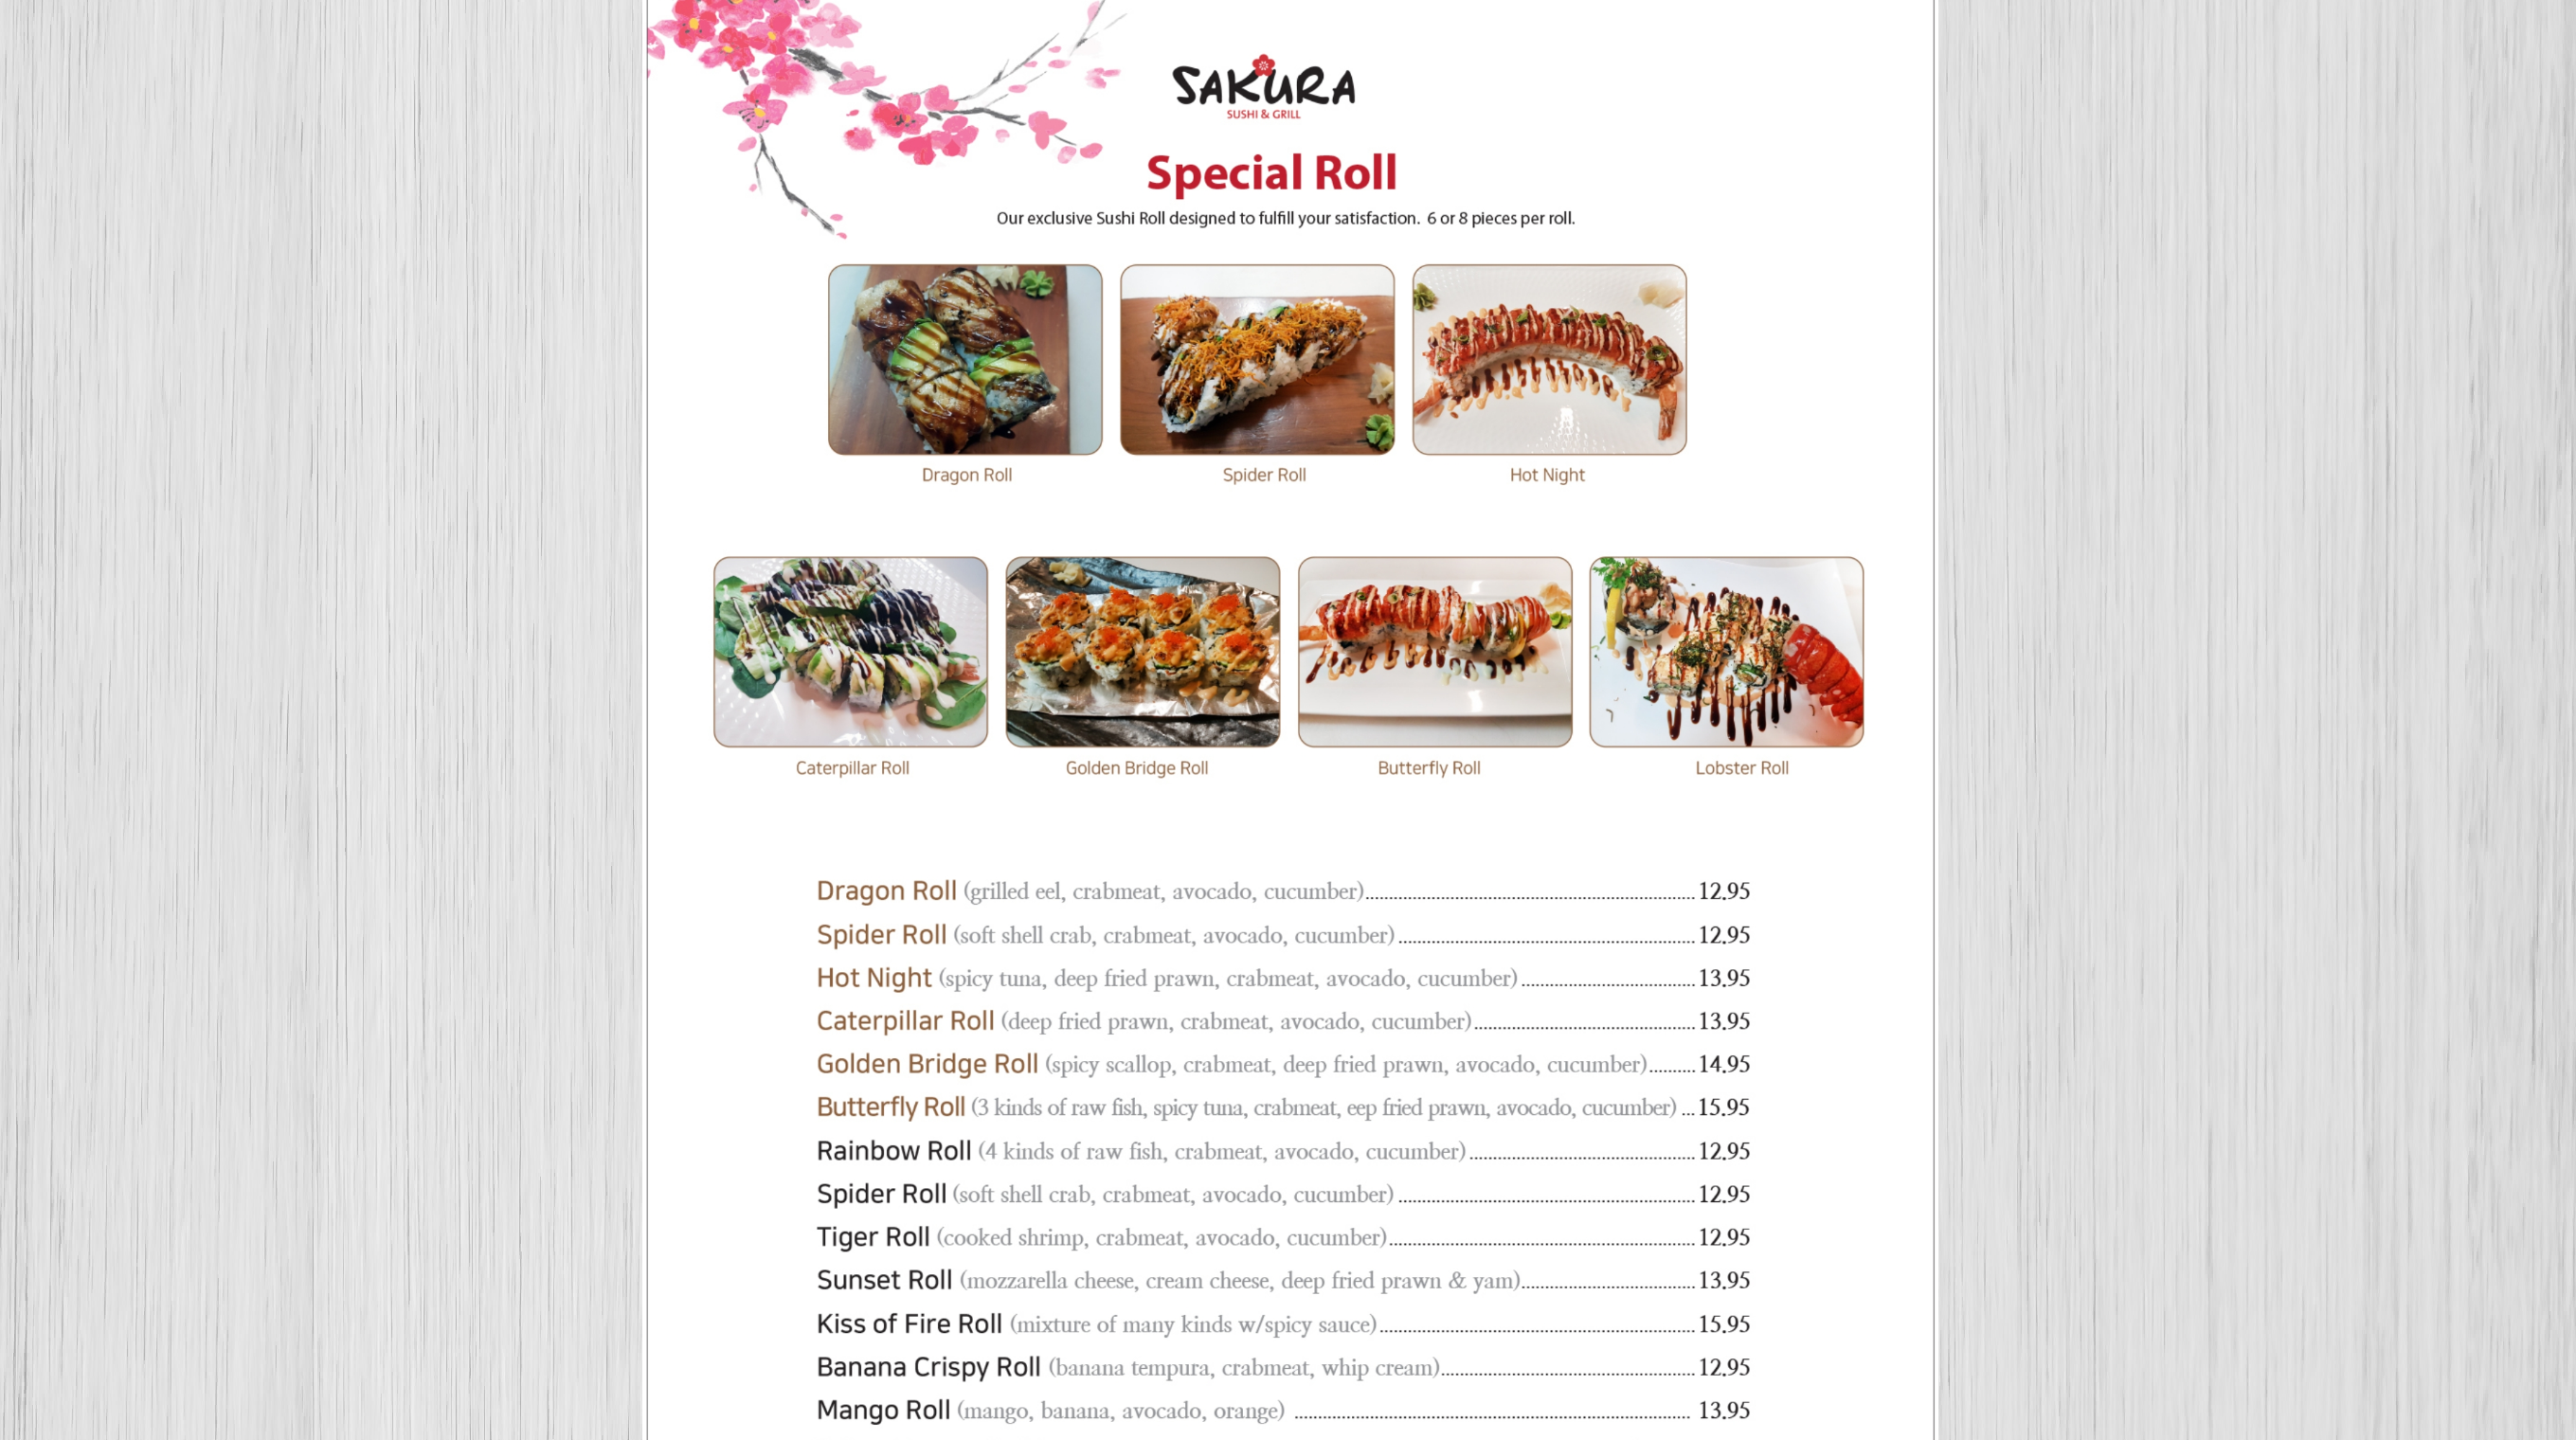 SAKURA
SUSHI & GRILL
Special Roll
Our exclusive Sushi Roll designed to fulfill your satisfaction. 6 or 8 pieces per roll.
Dragon Roll
Spider Roll
Hot Night
Caterpillar Roll
Golden Bridge Roll
Butterfly Roll
Lobster Roll
Dragon Roll (grilled eel, crabmeat, avocado, cucumber) 12.95
Spider Roll (soft shell crab, crabmeat, avocado, cucumber) 12.95
Hot Night (spicy tuna, deep fried prawn, crabmeat, avocado, cucumber) 13.95
Caterpillar Roll (deep fried prawn, crabmeat, avocado, cucumber) 13.95
Golden Bridge Roll (spicy scallop, crabmeat, deep fried prawn, avocado, cucumber) 14.95
Butterfly Roll (3 kinds of raw fish, spicy tuna, crabmeat, eep fried prawn, avocado, cucumber) 15.95
Rainbow Roll (4 kinds of raw fish, crabmeat, avocado, cucumber) 12.95
Spider Roll (soft shell crab, crabmeat, avocado, cucumber) 12.95
Tiger Roll (cooked shrimp, crabmeat, avocado, cucumber) 12.95
Sunset Roll (mozzarella cheese, cream cheese, deep fried prawn & yam) 13.95
Kiss of Fire Roll (mixture of many kinds w/spicy sauce) 15.95
Banana Crispy Roll (banana tempura, crabmeat, whip cream) 12.95
Mango Roll (mango, banana, avocado, orange) 13.95